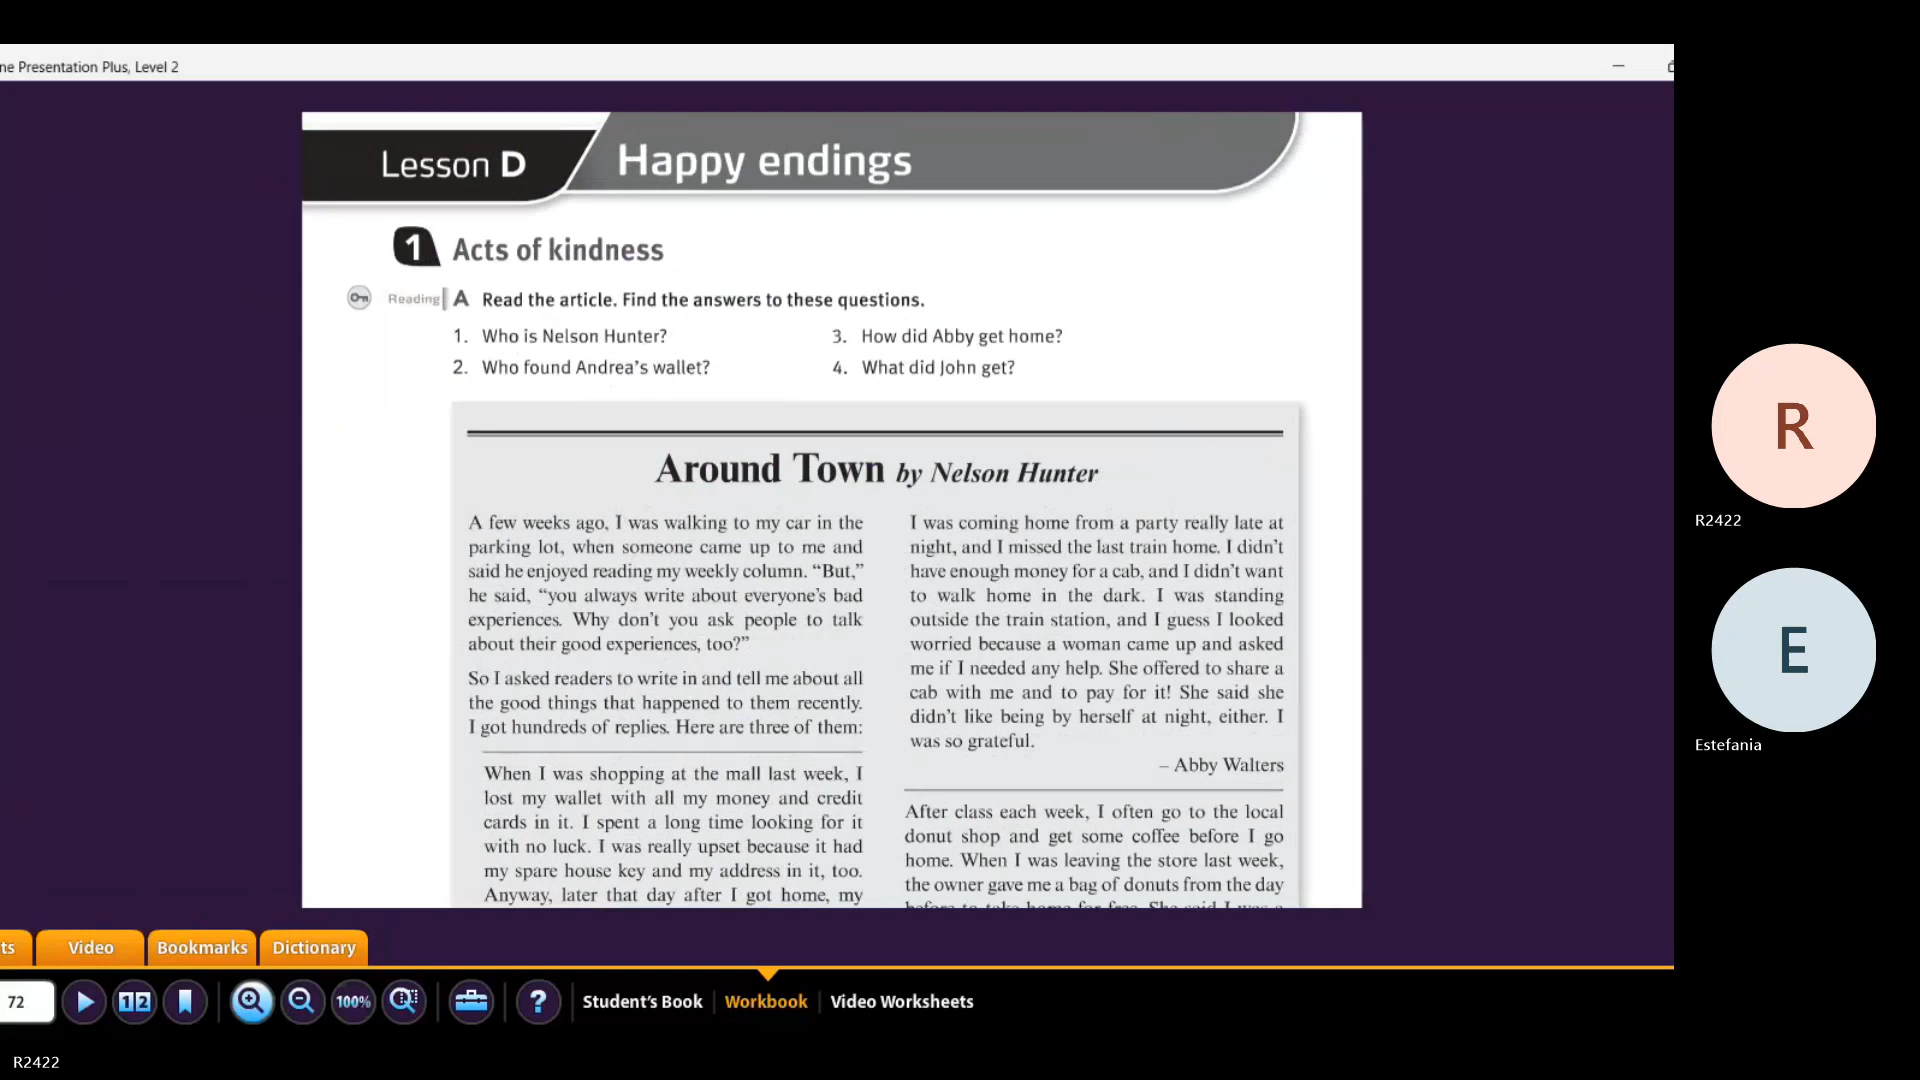 ne Presentation Plus, Level 2
Lesson D
Happy endings
1 Acts of kindness
Reading A Read the article. Find the answers to these questions.
1. Who is Nelson Hunter?
2. Who found Andrea's wallet?
3. How did Abby get home?
4. What did John get?
Around Town by Nelson Hunter
A few weeks ago, I was walking to my car in the
parking lot, when someone came up to me and
said he enjoyed reading my weekly column. “But,”
he said, “you always write about everyone's bad
experiences. Why don't you ask people to talk
about their good experiences, too?”
So I asked readers to write in and tell me about all
the good things that happened to them recently.
I got hundreds of replies. Here are three of them:
When I was shopping at the mall last week, I
lost my wallet with all my money and credit
cards in it. I spent a long time looking for it
with no luck. I was really upset because it had
my spare house key and my address in it, too.
Anyway, later that day after I got home, my
I was coming home from a party really late at
night, and I missed the last train home. I didn't
have enough money for a cab, and I didn't want
to walk home in the dark. I was standing
outside the train station, and I guess I looked
worried because a woman came up and asked
me if I needed any help. She offered to share a
cab with me and to pay for it! She said she
didn't like being by herself at night, either. I
was so grateful.
– Abby Walters
After class each week, I often go to the local
donut shop and get some coffee before I go
home. When I was leaving the store last week,
the owner gave me a bag of donuts from the day
before to take home for free. She said I was a
R
R2422
E
Estefania
ts
Video
Bookmarks
Dictionary
72
1 2
100%
?
Student's Book
Workbook
Video Worksheets
R2422